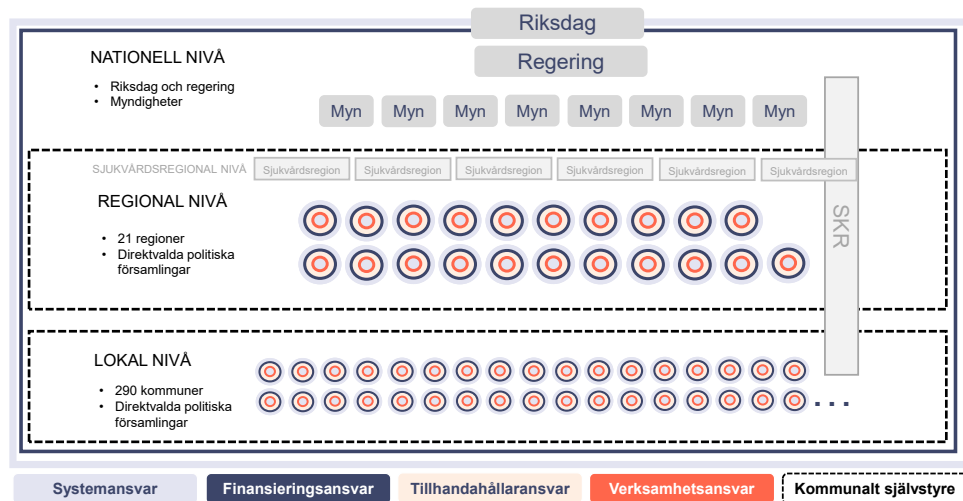 Riksdag
Regering
NATIONELL NIVÅ
• Riksdag och regering
• Myndigheter
Myn Myn Myn Myn Myn Myn Myn Myn
SJUKVÅRDSREGIONAL NIVÅ
Sjukvårdsregion Sjukvårdsregion Sjukvårdsregion Sjukvårdsregion Sjukvårdsregion Sjukvårdsregion
REGIONAL NIVÅ
• 21 regioner
• Direktvalda politiska
församlingar
SKR
LOKAL NIVÅ
• 290 kommuner
• Direktvalda politiska
församlingar
...
Systemansvar Finansieringsansvar Tillhandahållaransvar Verksamhetsansvar Kommunalt självstyre